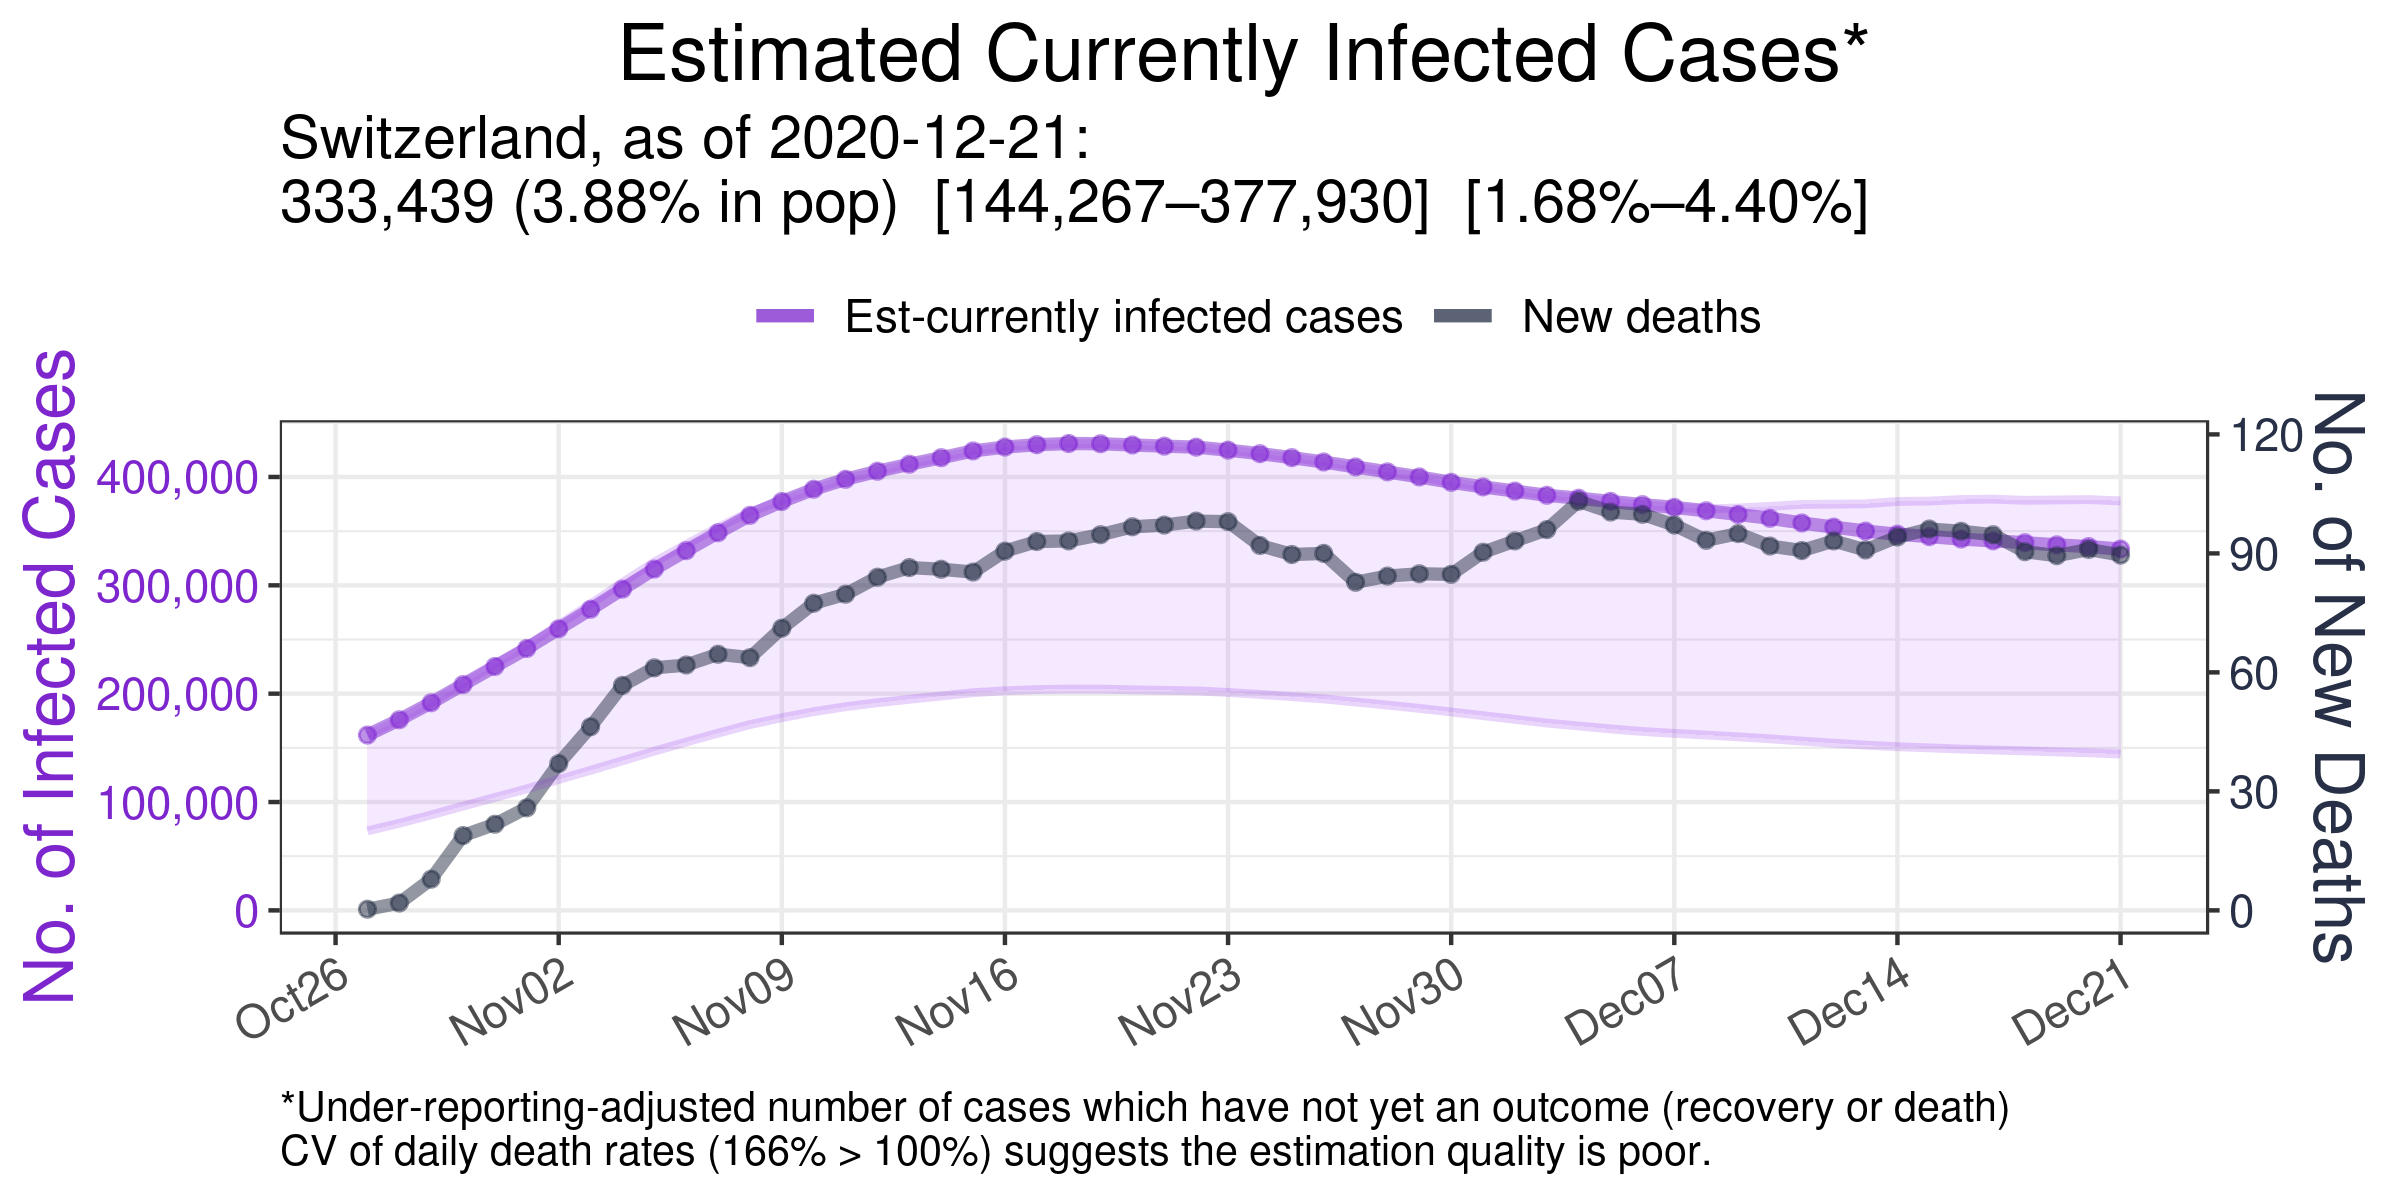 Estimated Currently Infected Cases*
Switzerland, as of 2020-12-21:
333,439 (3.88% in pop)  [144,267–377,930]  [1.68%–4.40%]
Est-currently infected cases
New deaths
No. of Infected Cases
400,000
300,000
200,000
100,000
0
120
90
60
30
0
No. of New Deaths
Oct26
Nov02
Nov09
Nov16
Nov23
Nov30
Dec07
Dec14
Dec21
*Under-reporting-adjusted number of cases which have not yet an outcome (recovery or death)
CV of daily death rates (166% > 100%) suggests the estimation quality is poor.